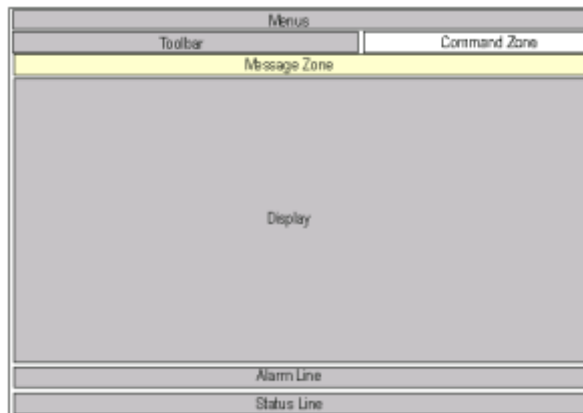 Menus
Toolbar Command Zone
Message Zone
Display
Alarm Line
Status Line